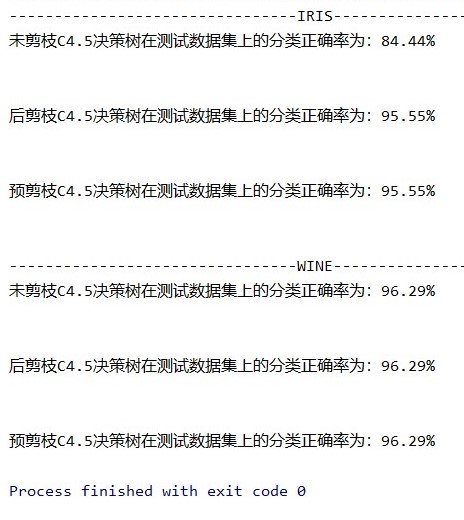 --------------------------------IRIS---------------
未剪枝C4.5决策树在测试数据集上的分类正确率为：84.44%
后剪枝C4.5决策树在测试数据集上的分类正确率为：95.55%
预剪枝C4.5决策树在测试数据集上的分类正确率为：95.55%
--------------------------------WINE---------------
未剪枝C4.5决策树在测试数据集上的分类正确率为：96.29%
后剪枝C4.5决策树在测试数据集上的分类正确率为：96.29%
预剪枝C4.5决策树在测试数据集上的分类正确率为：96.29%
Process finished with exit code 0